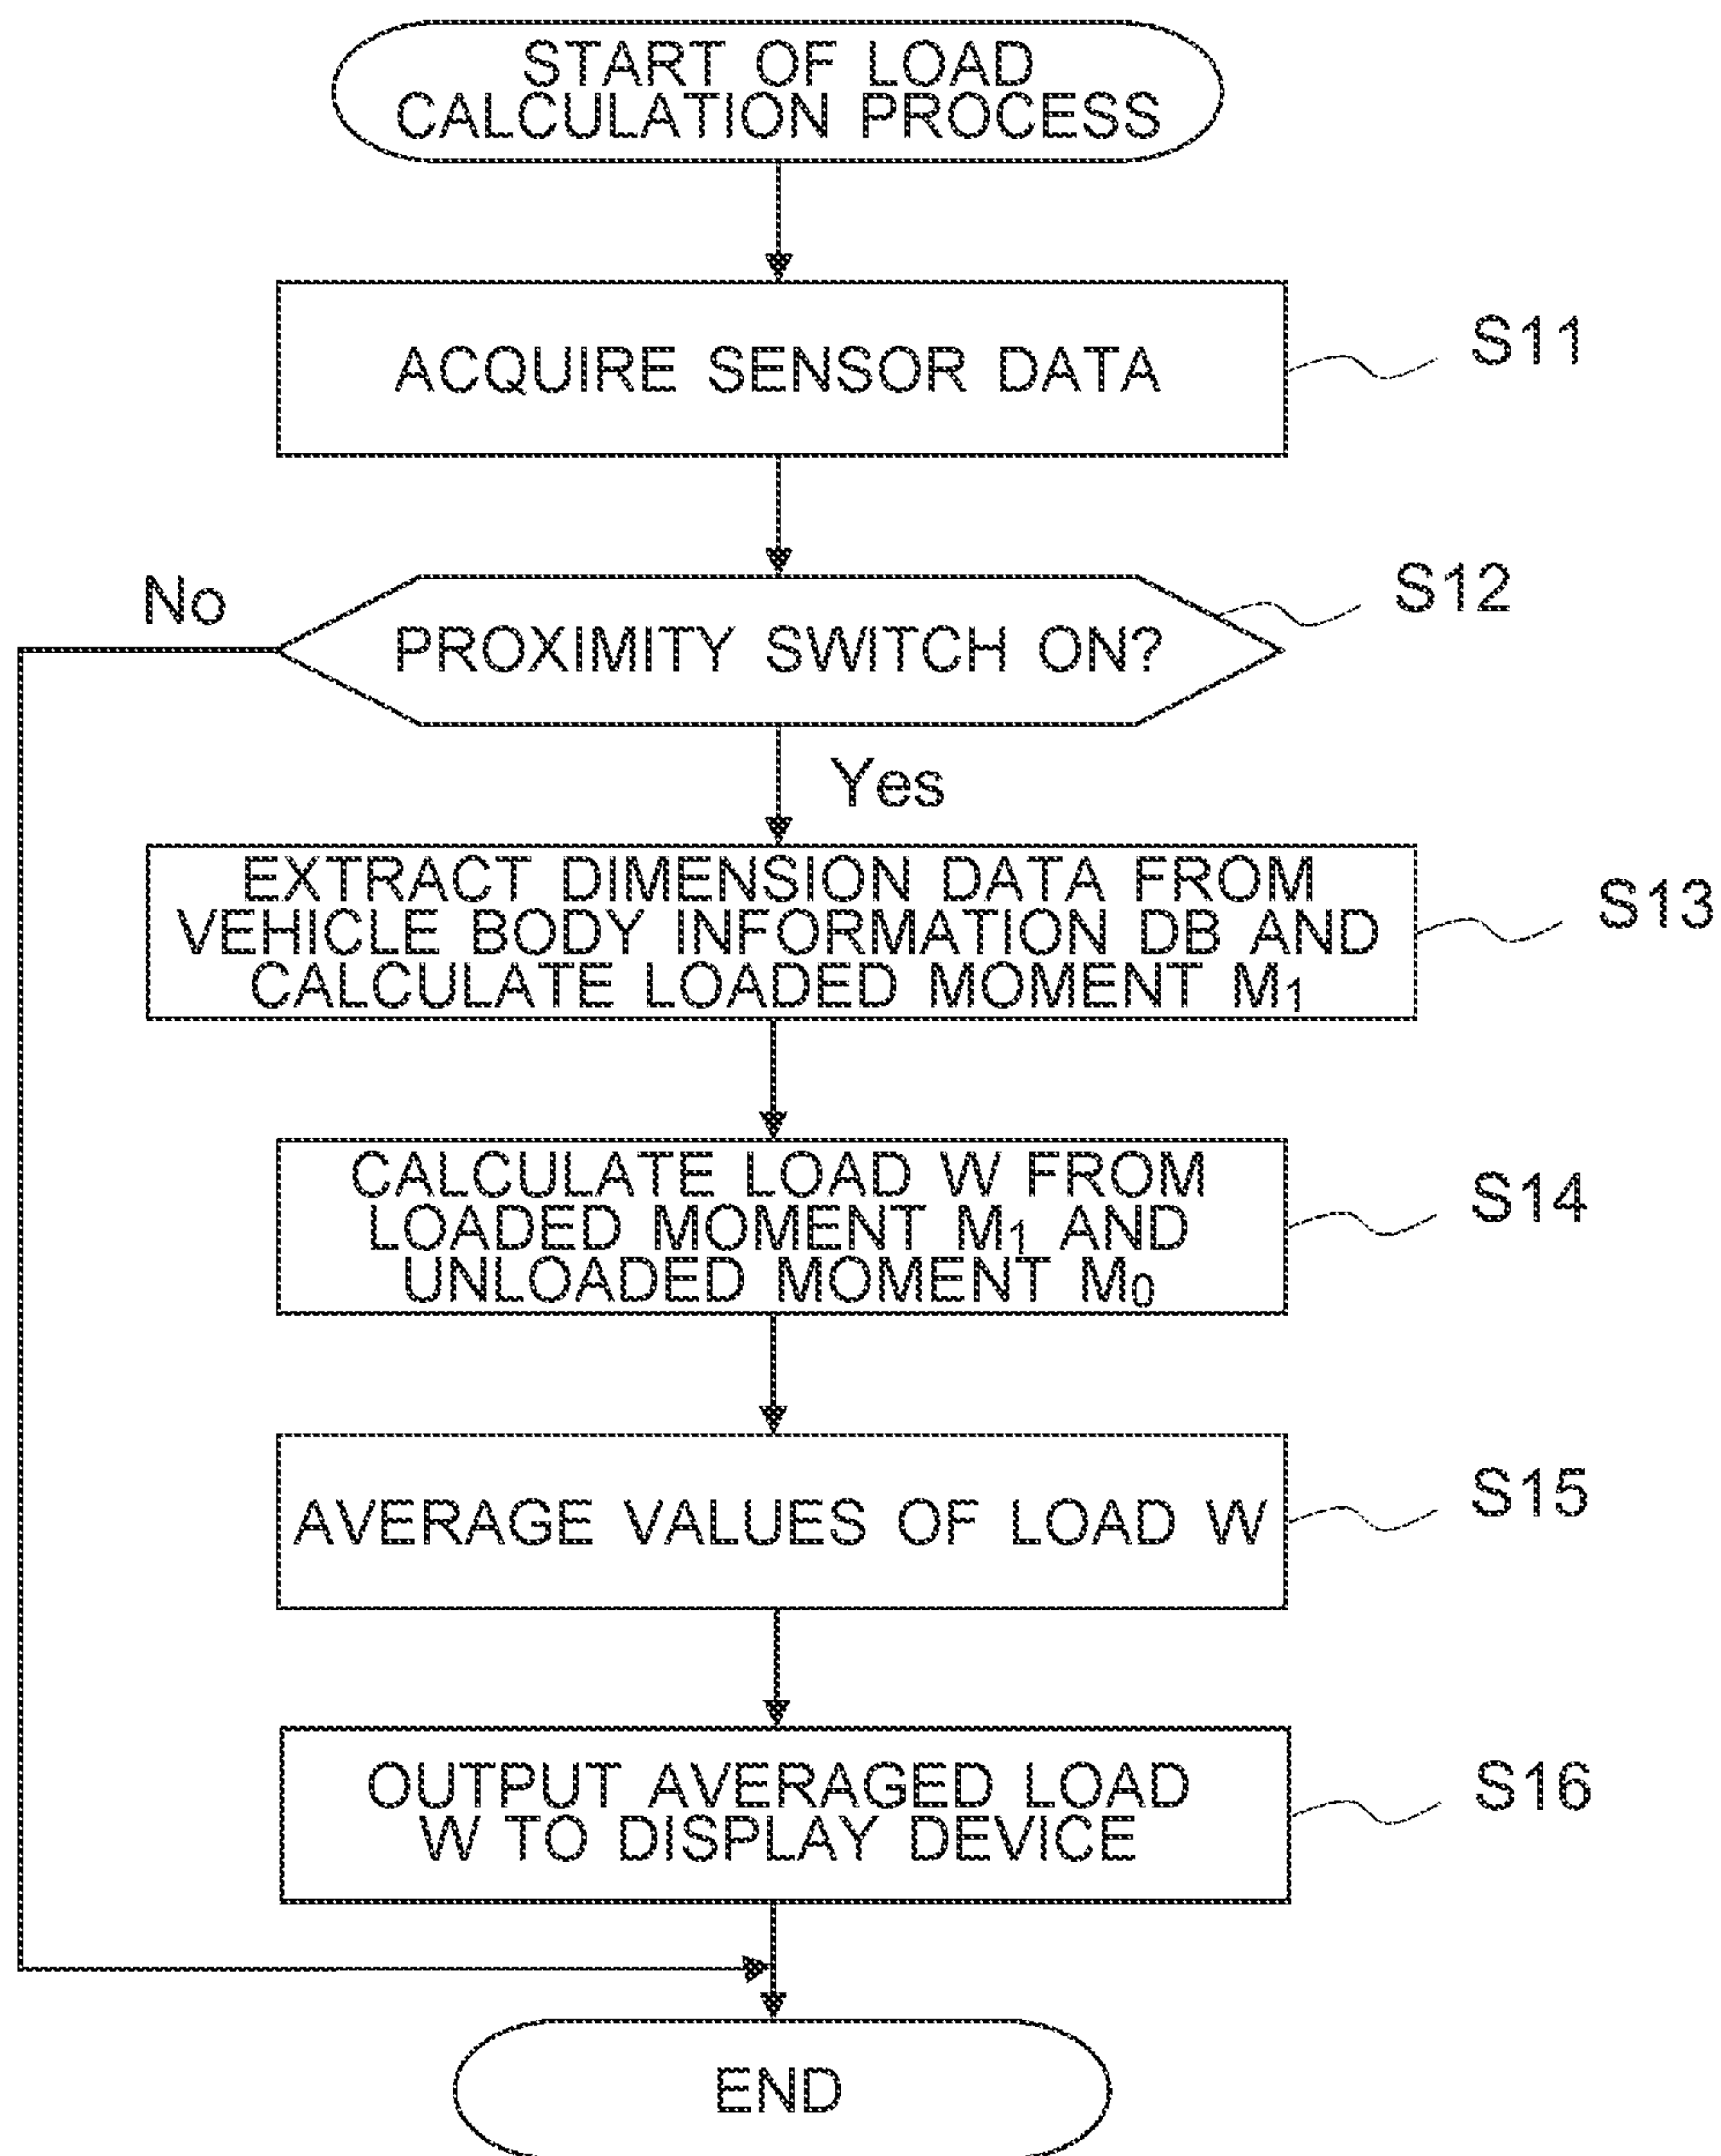 START OF LOAD
CALCULATION PROCESS
ACQUIRE SENSOR DATA
S11
No
PROXIMITY SWITCH ON?
S12
Yes
EXTRACT DIMENSION DATA FROM
VEHICLE BODY INFORMATION DB AND
CALCULATE LOADED MOMENT M₁
S13
CALCULATE LOAD W FROM
LOADED MOMENT M₁ AND
UNLOADED MOMENT M₀
S14
AVERAGE VALUES OF LOAD W
S15
OUTPUT AVERAGED LOAD
W TO DISPLAY DEVICE
S16
END